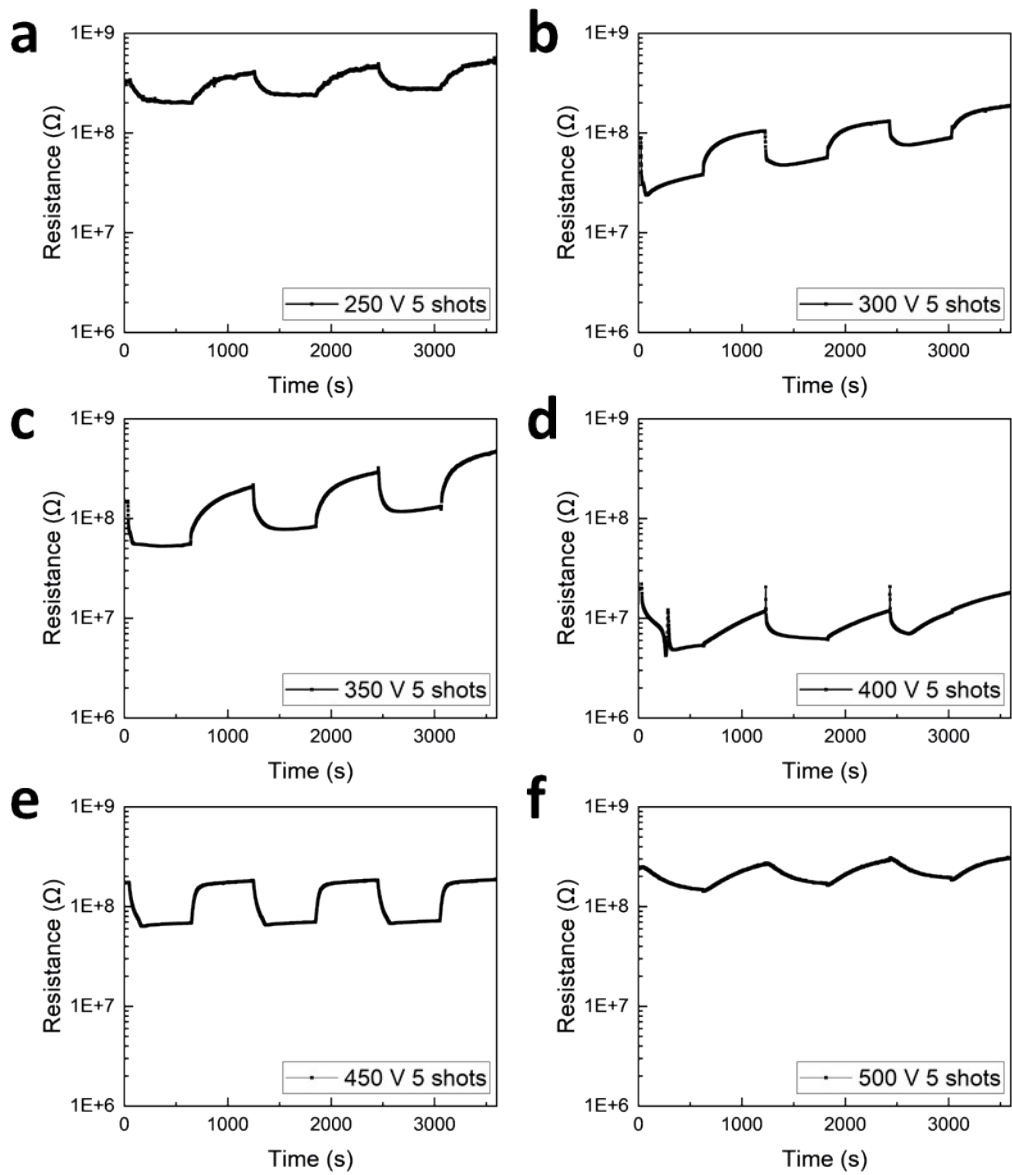 a
1E+9
1E+8
1E+7
1E+6
Resistance (Ω)
250 V 5 shots
0 1000 2000 3000
Time (s)
b
1E+9
1E+8
1E+7
1E+6
Resistance (Ω)
300 V 5 shots
0 1000 2000 3000
Time (s)
c
1E+9
1E+8
1E+7
1E+6
Resistance (Ω)
350 V 5 shots
0 1000 2000 3000
Time (s)
d
1E+9
1E+8
1E+7
1E+6
Resistance (Ω)
400 V 5 shots
0 1000 2000 3000
Time (s)
e
1E+9
1E+8
1E+7
1E+6
Resistance (Ω)
450 V 5 shots
0 1000 2000 3000
Time (s)
f
1E+9
1E+8
1E+7
1E+6
Resistance (Ω)
500 V 5 shots
0 1000 2000 3000
Time (s)